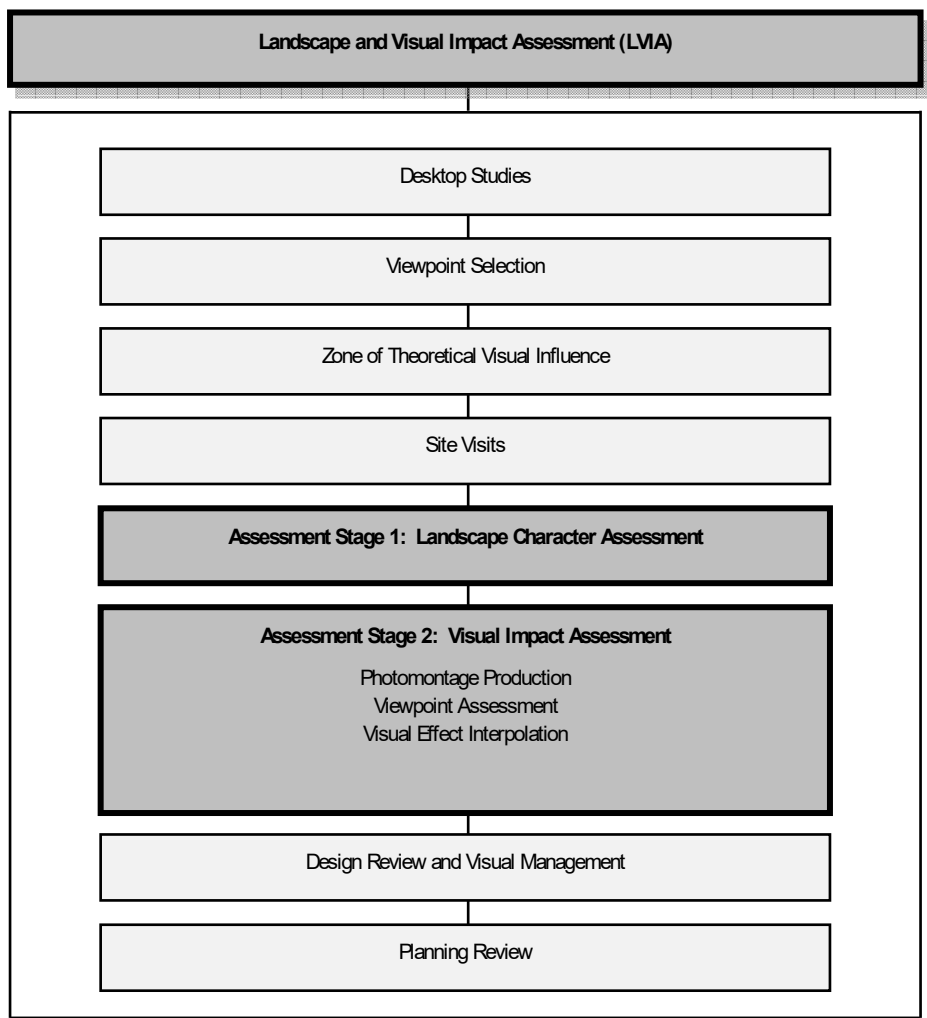 Landscape and Visual Impact Assessment (LVIA)
Desktop Studies
Viewpoint Selection
Zone of Theoretical Visual Influence
Site Visits
Assessment Stage 1: Landscape Character Assessment
Assessment Stage 2: Visual Impact Assessment
Photomontage Production
Viewpoint Assessment
Visual Effect Interpolation
Design Review and Visual Management
Planning Review